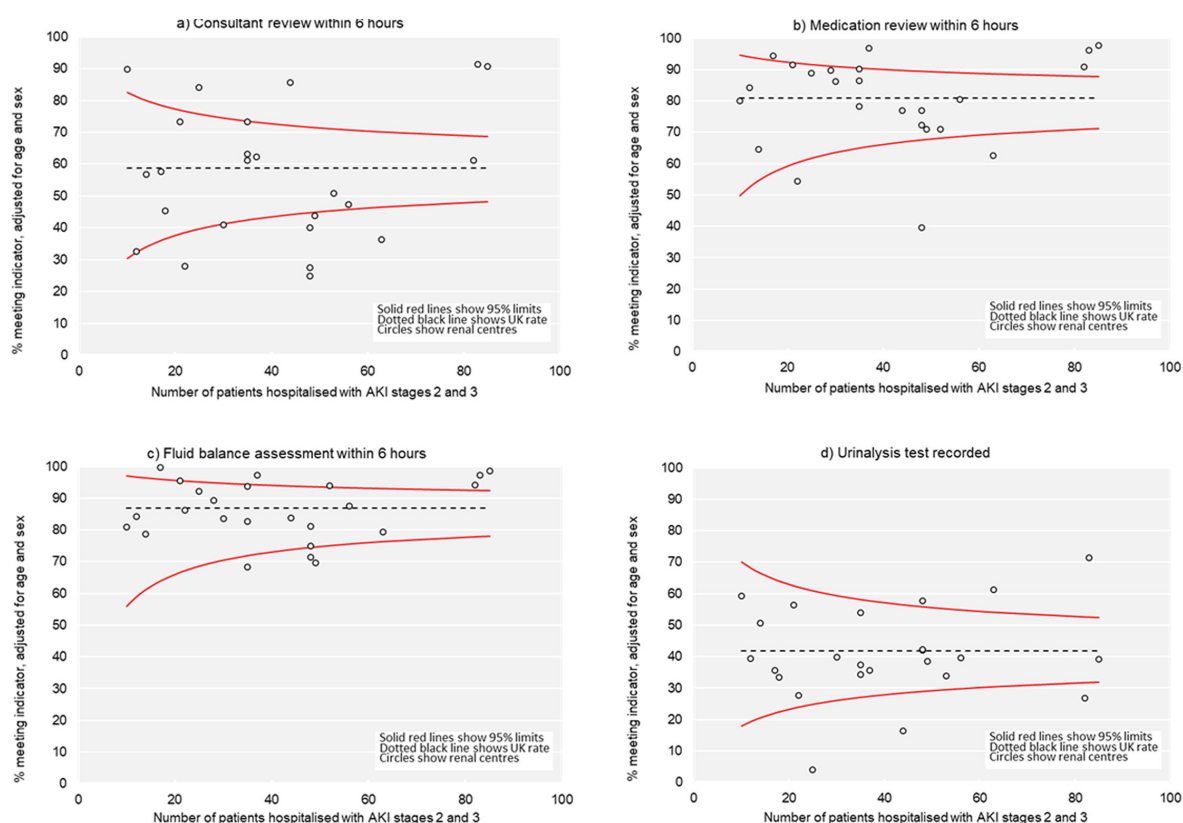 a) Consultant review within 6 hours
% meeting indicator, adjusted for age and sex
100
90
80
70
60
50
40
30
20
10
0
Solid red lines show 95% limits
Dotted black line shows UK rate
Circles show renal centres
0 20 40 60 80 100
Number of patients hospitalised with AKI stages 2 and 3
b) Medication review within 6 hours
% meeting indicator, adjusted for age and sex
100
90
80
70
60
50
40
30
20
10
0
Solid red lines show 95% limits
Dotted black line shows UK rate
Circles show renal centres
0 20 40 60 80 100
Number of patients hospitalised with AKI stages 2 and 3
c) Fluid balance assessment within 6 hours
% meeting indicator, adjusted for age and sex
100
90
80
70
60
50
40
30
20
10
0
Solid red lines show 95% limits
Dotted black line shows UK rate
Circles show renal centres
0 20 40 60 80 100
Number of patients hospitalised with AKI stages 2 and 3
d) Urinalysis test recorded
% meeting indicator, adjusted for age and sex
100
90
80
70
60
50
40
30
20
10
0
Solid red lines show 95% limits
Dotted black line shows UK rate
Circles show renal centres
0 20 40 60 80 100
Number of patients hospitalised with AKI stages 2 and 3